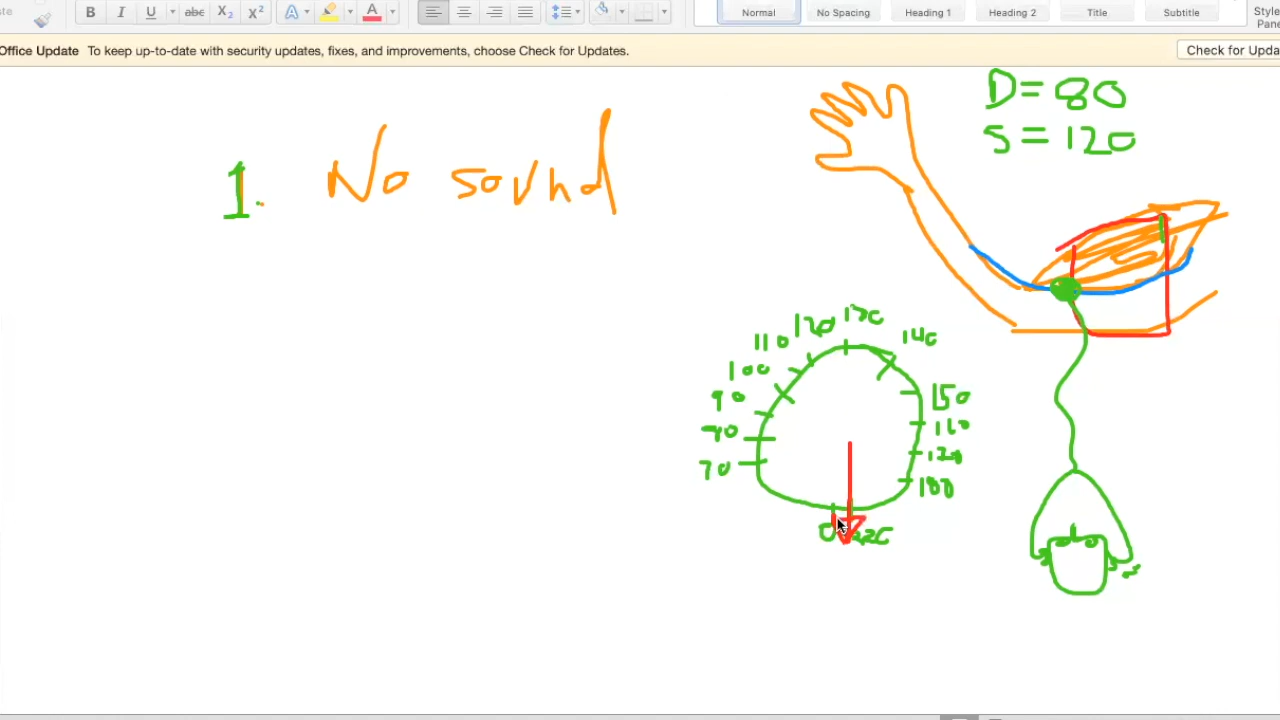 Normal No Spacing Heading 1 Heading 2 Title Subtitle
Office Update To keep up-to-date with security updates, fixes, and improvements, choose Check for Updates.
Check for Upda
D = 80
S = 120
1. No sound
70
90
100
110
120
130
140
150
160
180
0